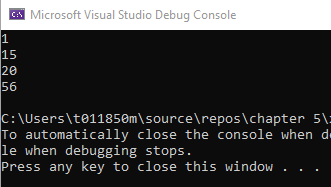 Microsoft Visual Studio Debug Console
1
15
20
56
C:\Users\t011850m\source\repos\chapter 5\
To automatically close the console when
le when debugging stops.
Press any key to close this window . . .